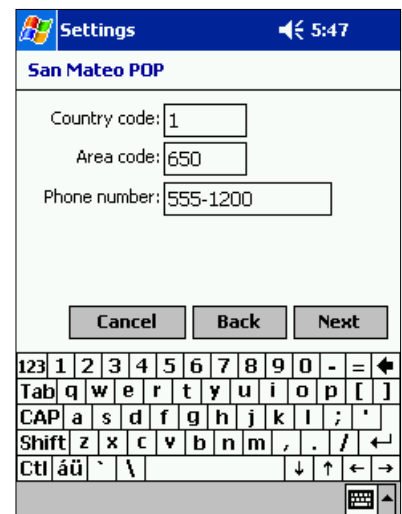 Settings 5:47
San Mateo POP
Country code: 1
Area code: 650
Phone number: 555-1200
Cancel Back Next
123 1 2 3 4 5 6 7 8 9 0 - =
Tab q w e r t y u i o p [ ]
CAP a s d f g h j k l ; '
Shift z x c v b n m , . /
Ctl áü ` \